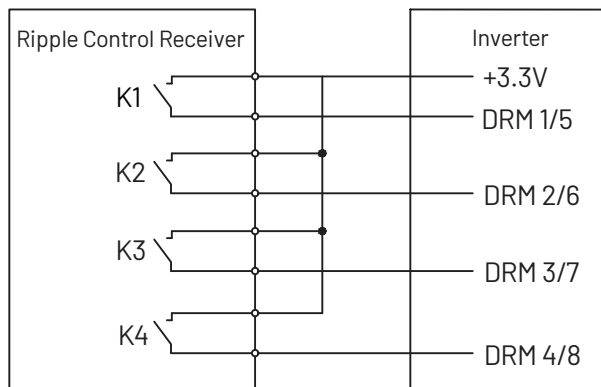 Ripple Control Receiver
Inverter
+3.3V
K1
DRM 1/5
K2
DRM 2/6
K3
DRM 3/7
K4
DRM 4/8